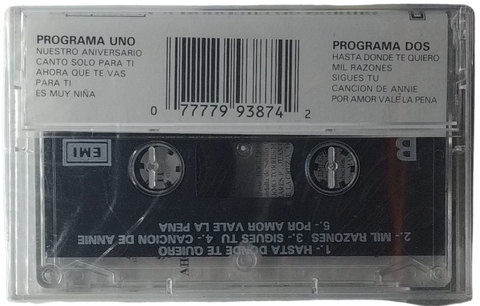 PROGRAMA UNO
NUESTRO ANIVERSARIO
CANTO SOLO PARA TI
AHORA QUE TE VAS
PARA TI
ES MUY NIÑA
0 77779 93874 2
PROGRAMA DOS
HASTA DONDE TE QUIERO
MIL RAZONES
SIGUES TU
CANCION DE ANNIE
POR AMOR VALE LA PENA
EMI
B
1.- HASTA DONDE TE QUIERO
2.- MIL RAZONES 3.- SIGUES TU 4.- CANCION DE ANNIE
5.- POR AMOR VALE LA PENA